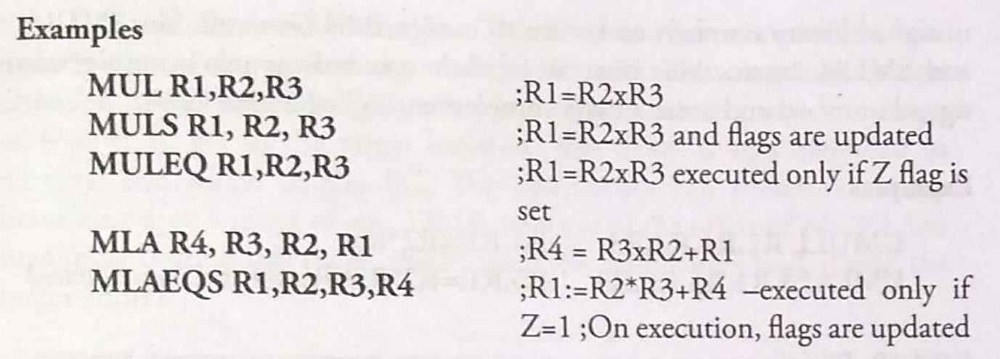 Examples
MUL R1,R2,R3 ;R1=R2xR3
MULS R1, R2, R3 ;R1=R2xR3 and flags are updated
MULEQ R1,R2,R3 ;R1=R2xR3 executed only if Z flag is
set
MLA R4, R3, R2, R1 ;R4 = R3xR2+R1
MLAEQS R1,R2,R3,R4 ;R1:=R2*R3+R4 –executed only if
Z=1 ;On execution, flags are updated